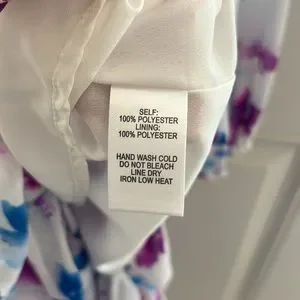 SELF:
100% POLYESTER
LINING:
100% POLYESTER
HAND WASH COLD
DO NOT BLEACH
LINE DRY
IRON LOW HEAT